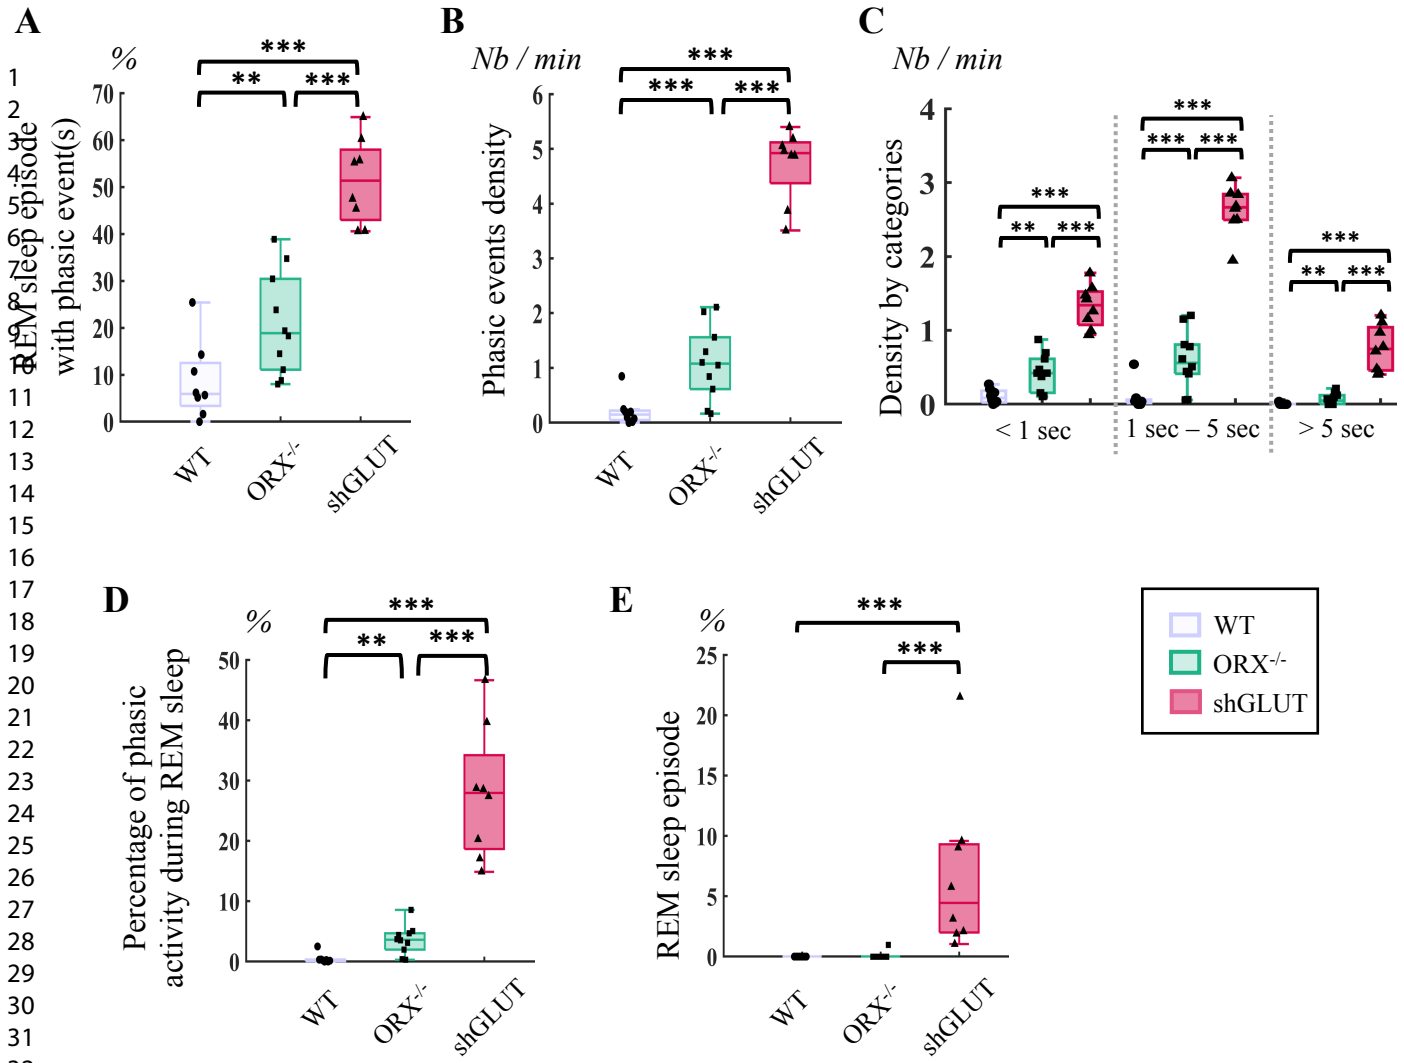 A
%
***
**
***
REM sleep episode
with phasic event(s)
70
60
50
40
30
20
10
0
WT
ORX-/-
shGLUT
B
Nb / min
***
***
***
Phasic events density
6
5
4
3
2
1
0
WT
ORX-/-
shGLUT
C
Nb / min
Density by categories
4
3
2
1
0
***
**
***
***
***
***
***
**
***
< 1 sec
1 sec – 5 sec
> 5 sec
D
%
***
**
***
Percentage of phasic
activity during REM sleep
50
40
30
20
10
0
WT
ORX-/-
shGLUT
E
%
***
***
REM sleep episode
25
20
15
10
5
0
WT
ORX-/-
shGLUT
WT
ORX-/-
shGLUT
1
2
3
4
5
6
7
8
9
10
11
12
13
14
15
16
17
18
19
20
21
22
23
24
25
26
27
28
29
30
31